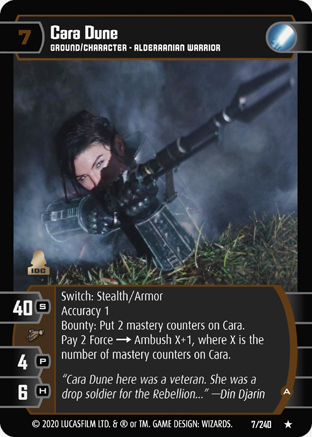 7
Cara Dune
GROUND/CHARACTER - ALDERAANIAN WARRIOR
IDC
40 S
4 P
6 H
Switch: Stealth/Armor
Accuracy 1
Bounty: Put 2 mastery counters on Cara.
Pay 2 Force → Ambush X+1, where X is the
number of mastery counters on Cara.
“Cara Dune here was a veteran. She was a
drop soldier for the Rebellion...” —Din Djarin
A
© 2020 LUCASFILM LTD. & ® or TM. GAME DESIGN: WIZARDS. 7/240 ★